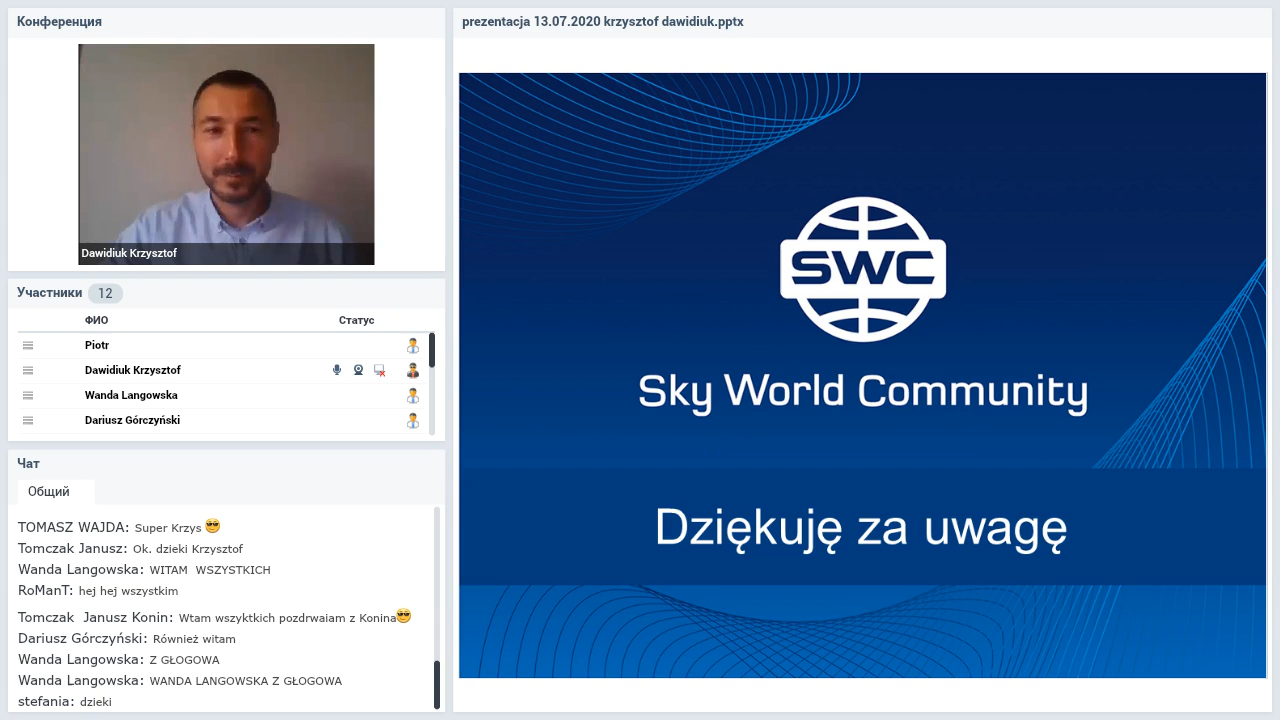 Конференция
Dawidiuk Krzysztof
Участники 12
ФИО Статус
Piotr
Dawidiuk Krzysztof
Wanda Langowska
Dariusz Górczyński
Чат
Общий
TOMASZ WAJDA: Super Krzys
Tomczak Janusz: Ok. dzieki Krzysztof
Wanda Langowska: WITAM WSZYSTKICH
RoManT: hej hej wszystkim
Tomczak Janusz Konin: Wtam wszyktkich pozdrwaiam z Konina
Dariusz Górczyński: Również witam
Wanda Langowska: Z GŁOGOWA
Wanda Langowska: WANDA LANGOWSKA Z GŁOGOWA
stefania: dzieki
prezentacja 13.07.2020 krzysztof dawidiuk.pptx
SWC
Sky World Community
Dziękuję za uwagę